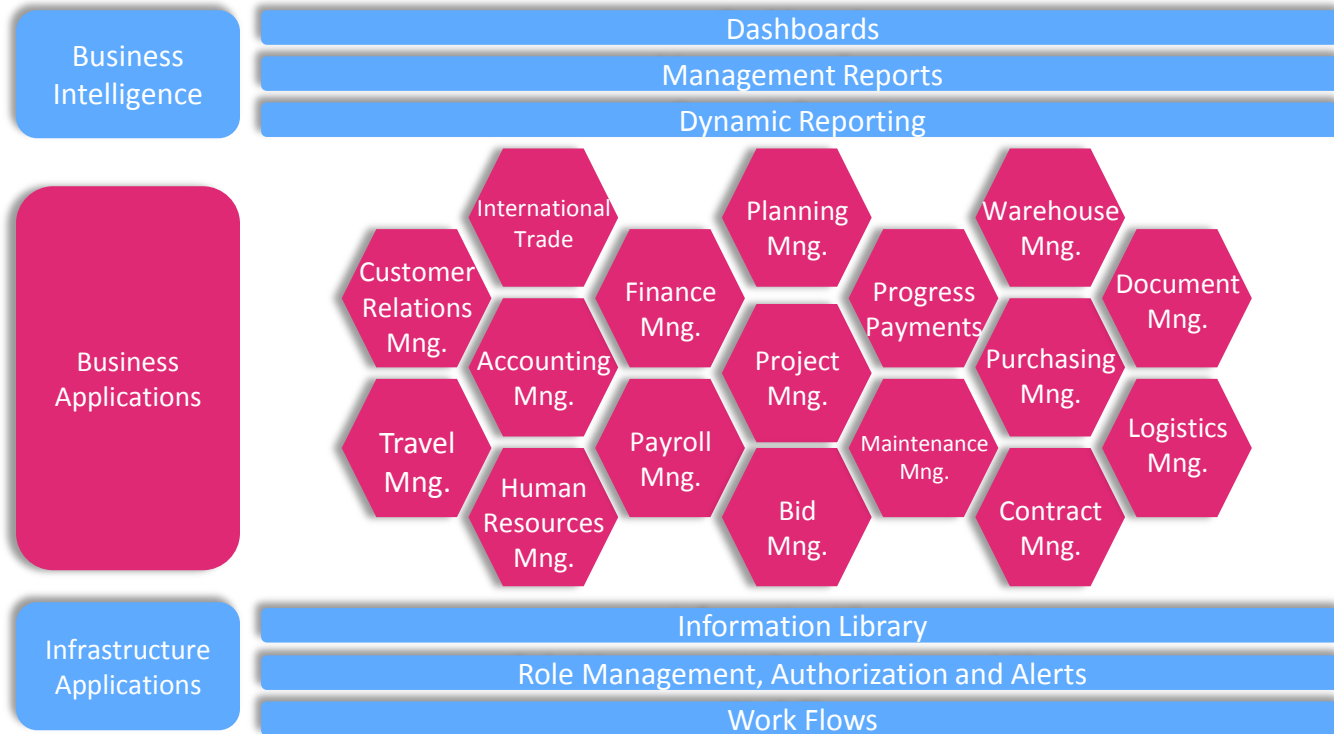 Business
Intelligence
Dashboards
Management Reports
Dynamic Reporting
Business
Applications
International
Trade
Planning
Mng.
Warehouse
Mng.
Customer
Relations
Mng.
Finance
Mng.
Progress
Payments
Document
Mng.
Accounting
Mng.
Project
Mng.
Purchasing
Mng.
Travel
Mng.
Payroll
Mng.
Maintenance
Mng.
Logistics
Mng.
Human
Resources
Mng.
Bid
Mng.
Contract
Mng.
Infrastructure
Applications
Information Library
Role Management, Authorization and Alerts
Work Flows